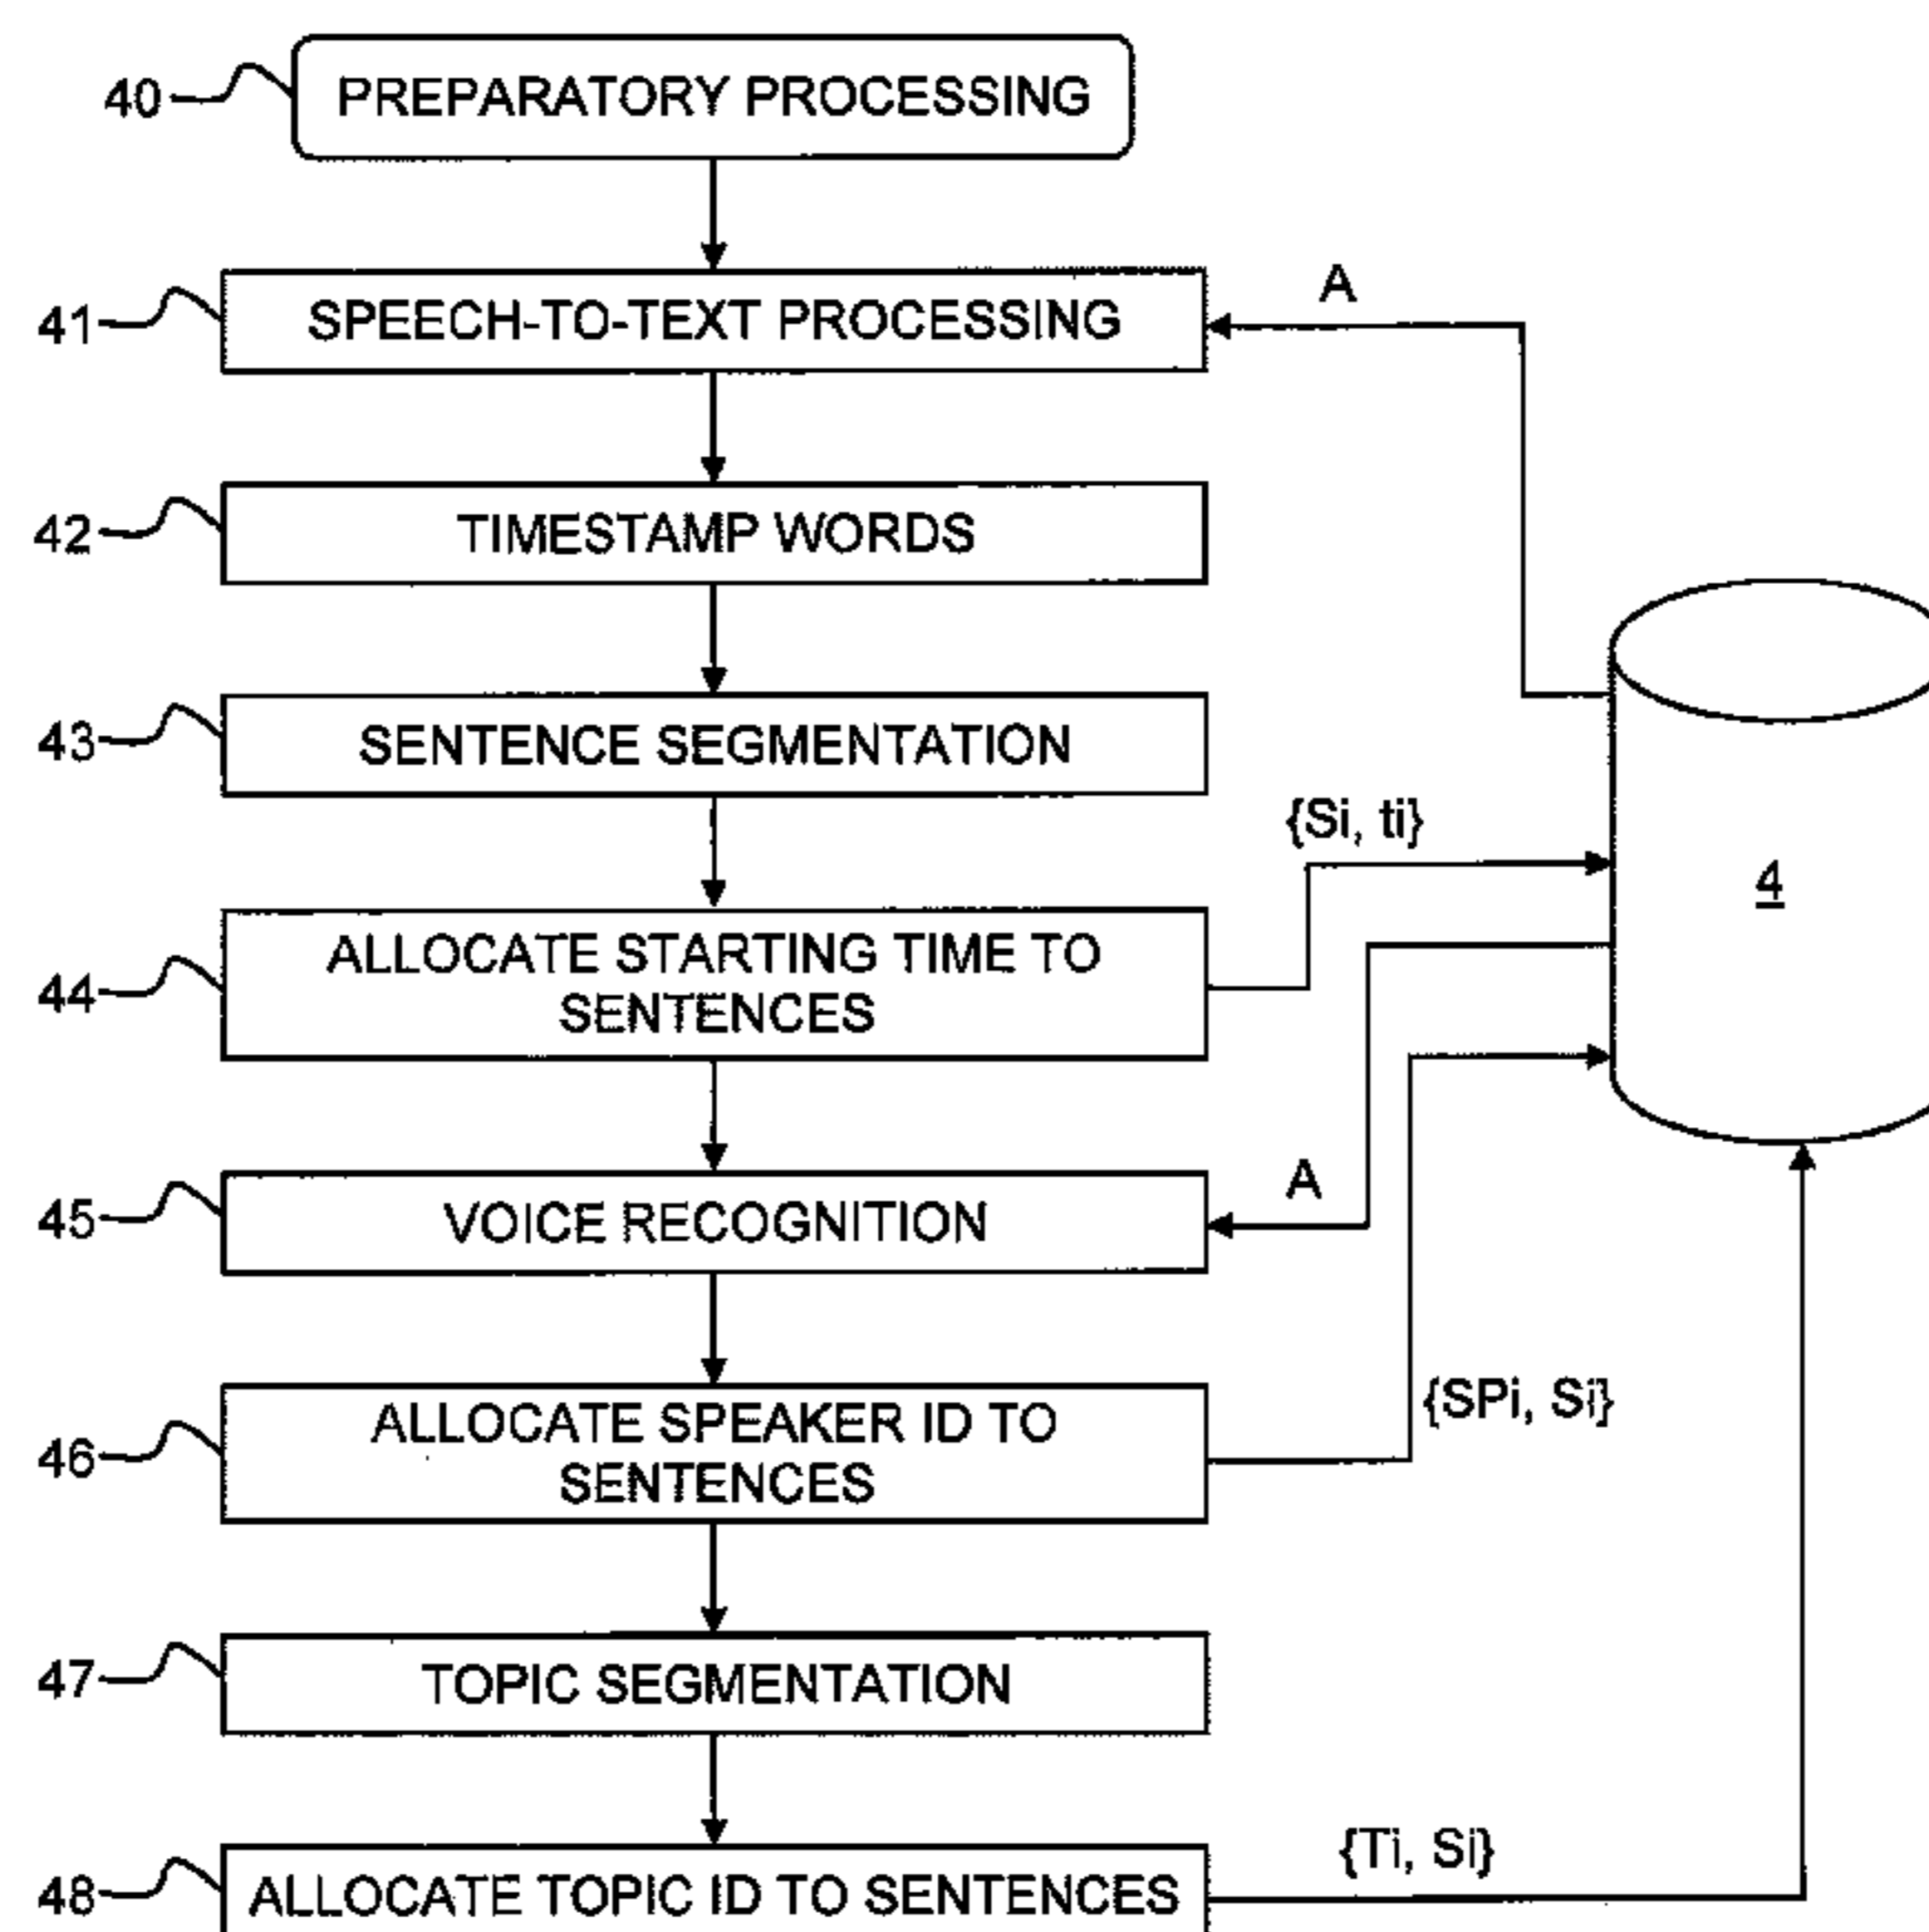 40 PREPARATORY PROCESSING
A
41 SPEECH-TO-TEXT PROCESSING
42 TIMESTAMP WORDS
43 SENTENCE SEGMENTATION
{Si, ti}
4
44 ALLOCATE STARTING TIME TO
SENTENCES
A
45 VOICE RECOGNITION
46 ALLOCATE SPEAKER ID TO
SENTENCES
{SPi, Si}
47 TOPIC SEGMENTATION
{Ti, Si}
48 ALLOCATE TOPIC ID TO SENTENCES